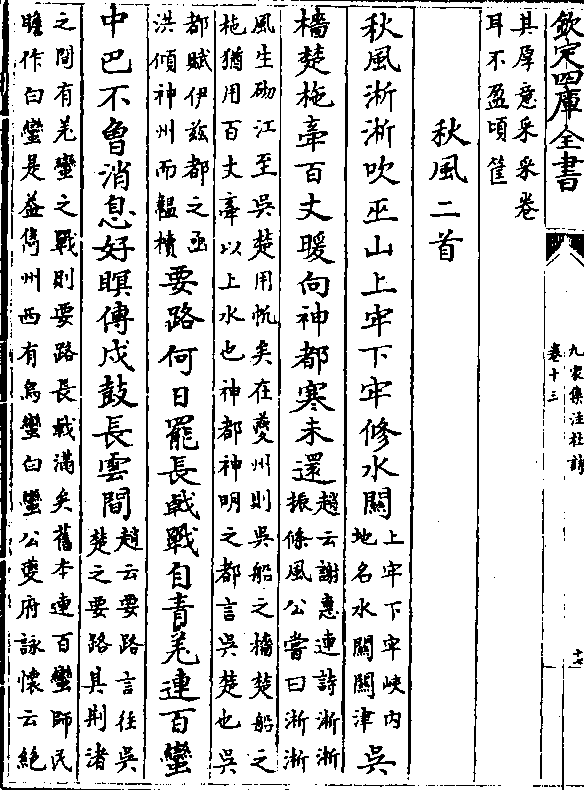 欽定四庫全書
九家集注杜詩
卷十三
其厚意采采卷
耳不盈頃筐
秋風二首
秋風淅淅吹巫山上牢下牢修水關
上牢下牢峽内
地名水關關津
吳
檣楚柂牽百丈暖向神都寒未還
趙云謝惠連詩淅淅
振條風公嘗曰淅淅
風生砌江至吳楚用帆矣在夔州則吳船之檣楚船之
柂猶用百丈牽以上水也神都神明之都言吳楚也吳
都賦伊兹都之函
洪傾神州而韞櫝
要路何日罷長戟戰自青羌連百蠻
中巴不曾消息好暝傳戍鼓長雲間
趙云要路言往吳
楚之要路具荆渚
之間有羌蠻之戰則要路長戟滿矣舊本連百蠻師民
瞻作白蠻是益雋州西有烏蠻白蠻公夔府詠懷云絶